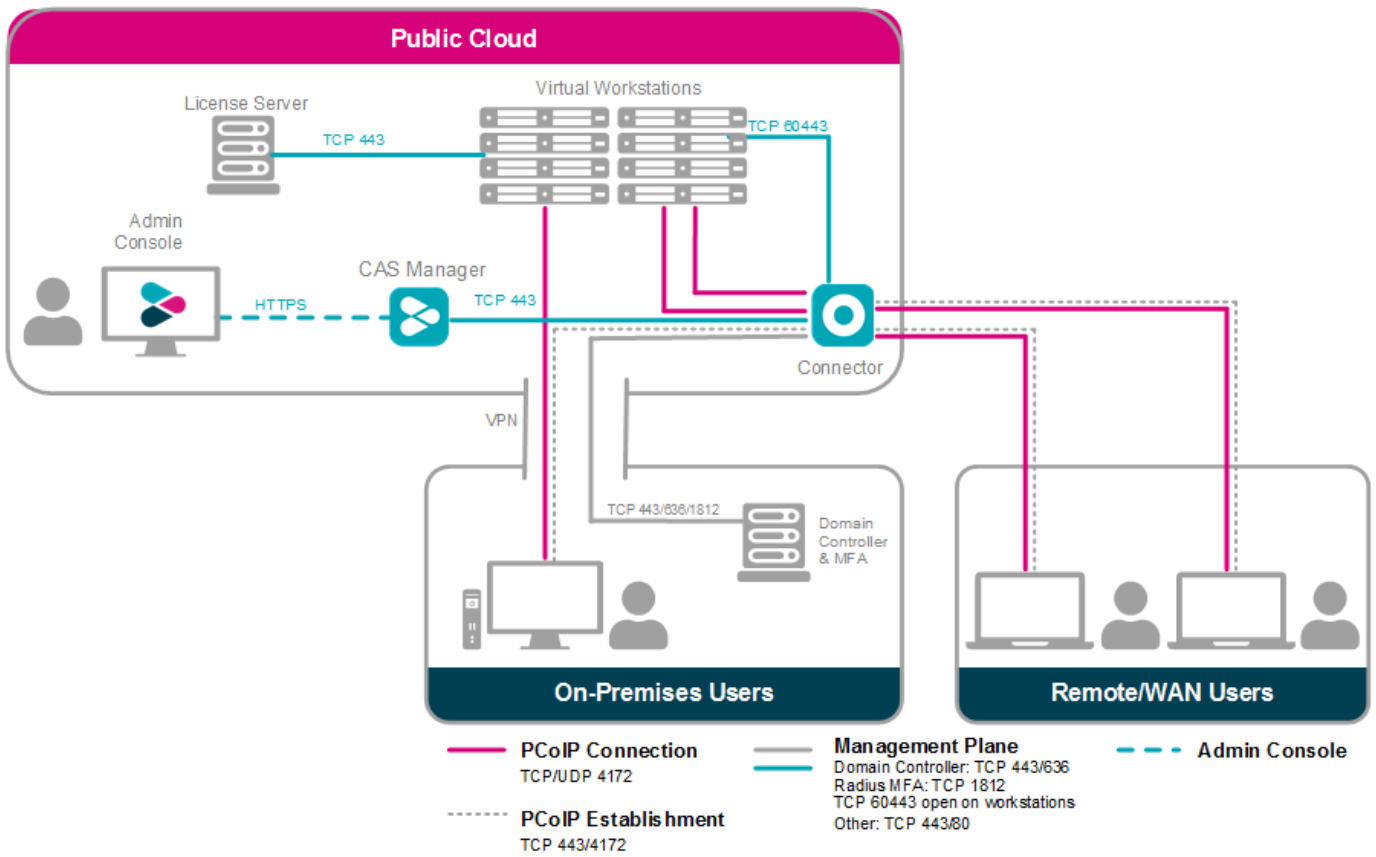 Public Cloud
License Server
Virtual Workstations
TCP 443
TCP 60443
Admin
Console
CAS Manager
HTTPS
TCP 443
Connector
VPN
TCP 443/636/1812
Domain
Controller
& MFA
On-Premises Users
Remote/WAN Users
PCoIP Connection
TCP/UDP 4172
PCoIP Establishment
TCP 443/4172
Management Plane
Domain Controller: TCP 443/636
Radius MFA: TCP 1812
TCP 60443 open on workstations
Other: TCP 443/80
Admin Console